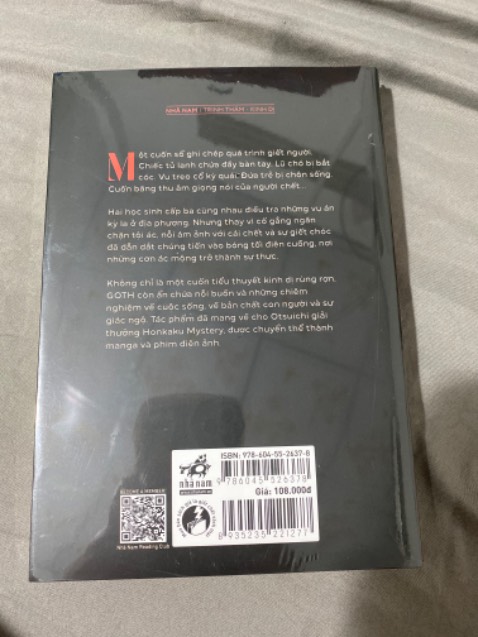 NHÃ NAM | TRINH THÁM - KINH DỊ
Một cuốn sổ ghi chép quá trình giết người.
Chiếc tủ lạnh chứa đầy bàn tay. Lũ chó bị bắt
cóc. Vụ treo cổ kỳ quái. Đứa trẻ bị chôn sống.
Cuốn băng thu âm giọng nói của người chết...
Hai học sinh cấp ba cùng nhau điều tra những vụ án
kỳ lạ ở địa phương. Nhưng thay vì cố gắng ngăn
chặn tội ác, nỗi ám ảnh với cái chết và sự giết chóc
đã dẫn dắt chúng tiến vào bóng tối điên cuồng, nơi
những cơn ác mộng trở thành sự thực.
Không chỉ là một cuốn tiểu thuyết kinh dị rùng rợn,
GOTH còn ẩn chứa nỗi buồn và những chiêm
nghiệm về cuộc sống, về bản chất con người và sự
giác ngộ. Tác phẩm đã mang về cho Otsuichi giải
thưởng Honkaku Mystery, được chuyển thể thành
manga và phim điện ảnh.
ISBN: 978-604-55-2637-8
nhã nam
9 786045 526378
Giá: 108.000đ
BECOME A MEMBER
Nhã Nam Reading Club
935235 221277